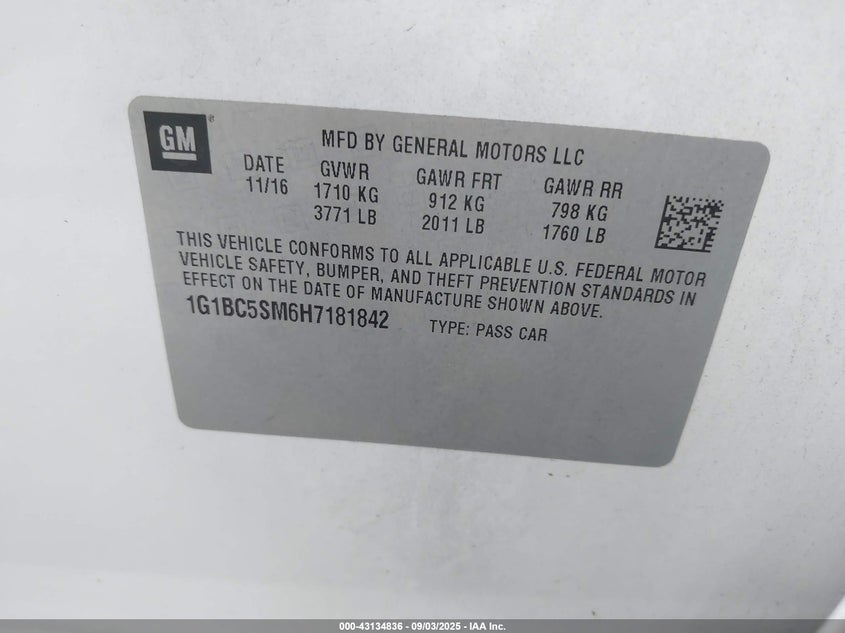 GM®
MFD BY GENERAL MOTORS LLC
DATE GVWR GAWR FRT GAWR RR
11/16 1710 KG 912 KG 798 KG
3771 LB 2011 LB 1760 LB
THIS VEHICLE CONFORMS TO ALL APPLICABLE U.S. FEDERAL MOTOR
VEHICLE SAFETY, BUMPER, AND THEFT PREVENTION STANDARDS IN
EFFECT ON THE DATE OF MANUFACTURE SHOWN ABOVE.
1G1BC5SM6H7181842 TYPE: PASS CAR
000-43134836 - 09/03/2025 - IAA Inc.